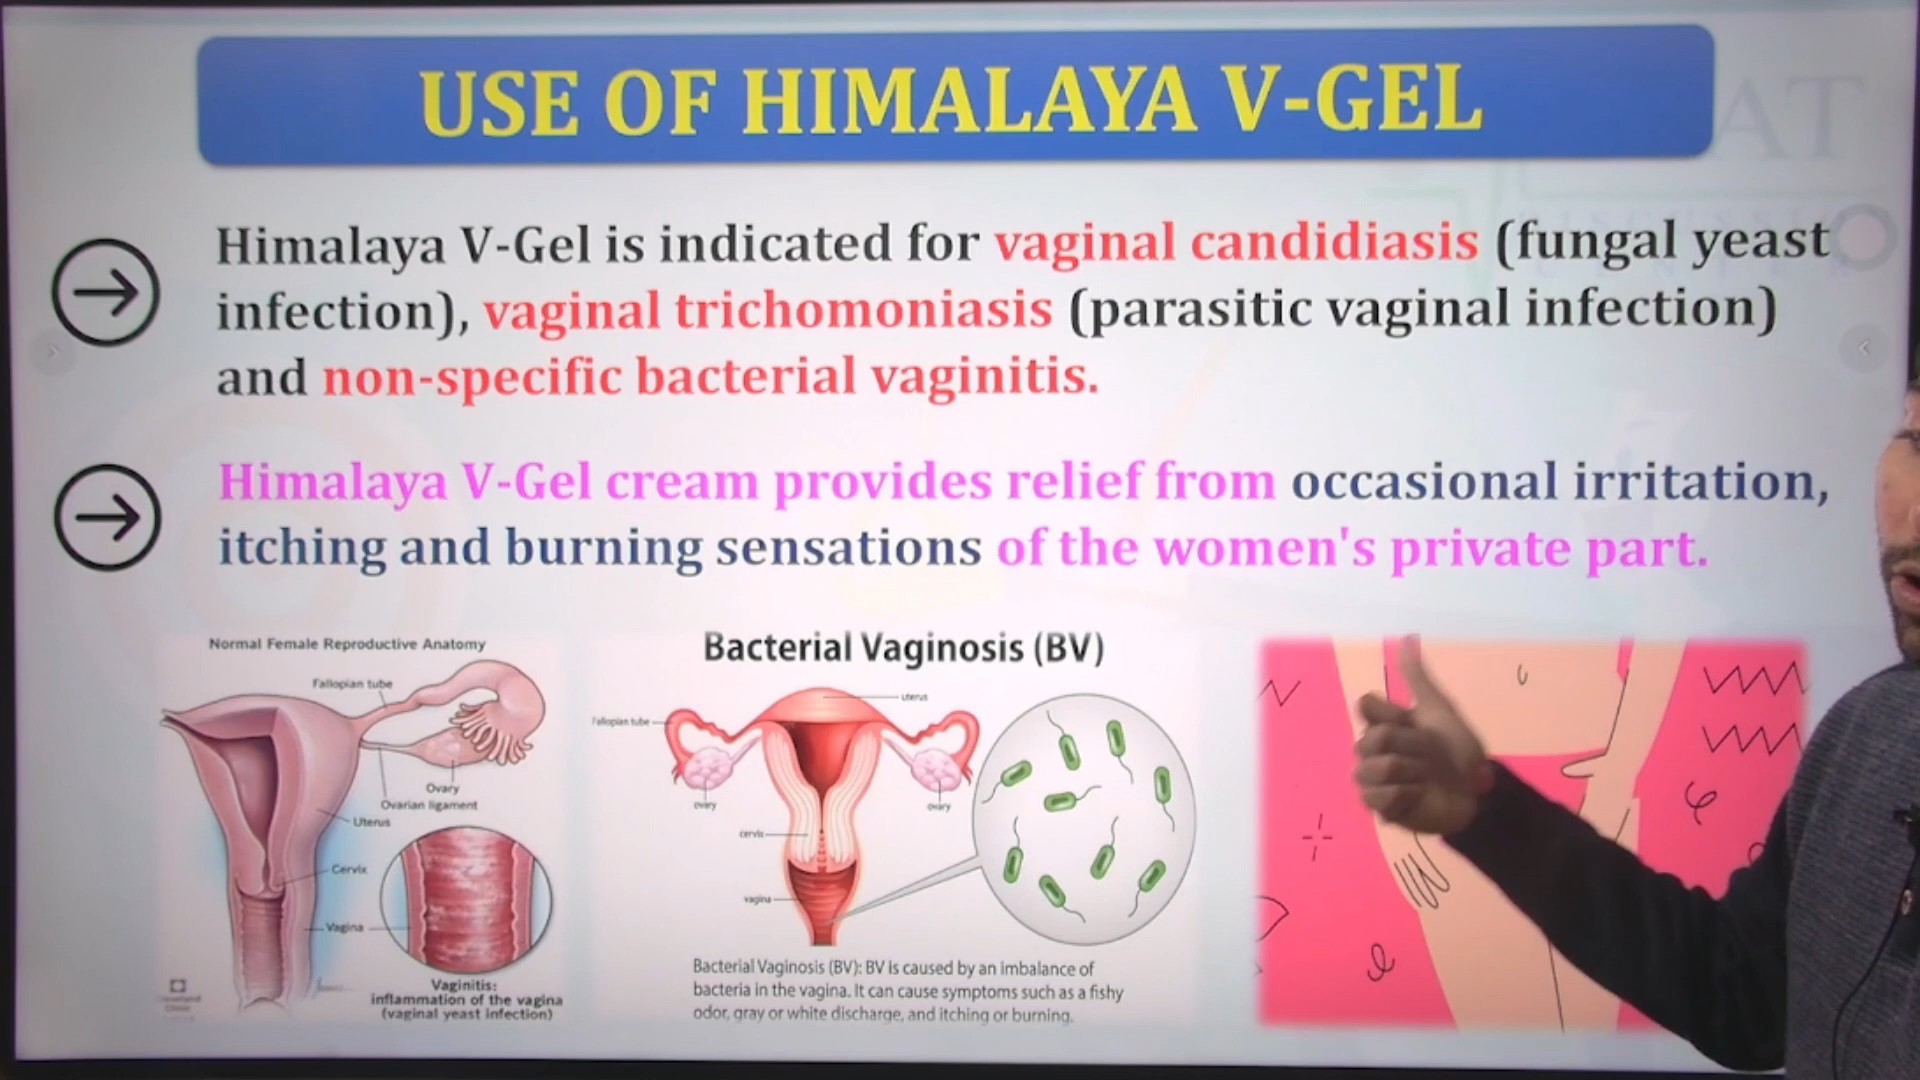 USE OF HIMALAYA V-GEL
Himalaya V-Gel is indicated for vaginal candidiasis (fungal yeast
infection), vaginal trichomoniasis (parasitic vaginal infection)
and non-specific bacterial vaginitis.
Himalaya V-Gel cream provides relief from occasional irritation,
itching and burning sensations of the women's private part.
Normal Female Reproductive Anatomy
Fallopian tube
Ovary
Ovarian ligament
Uterus
Cervix
Vagina
Vaginitis:
inflammation of the vagina
(vaginal yeast infection)
Bacterial Vaginosis (BV)
uterus
Fallopian tube
ovary
ovary
cervix
vagina
Bacterial Vaginosis (BV): BV is caused by an imbalance of
bacteria in the vagina. It can cause symptoms such as a fishy
odor, gray or white discharge, and itching or burning.